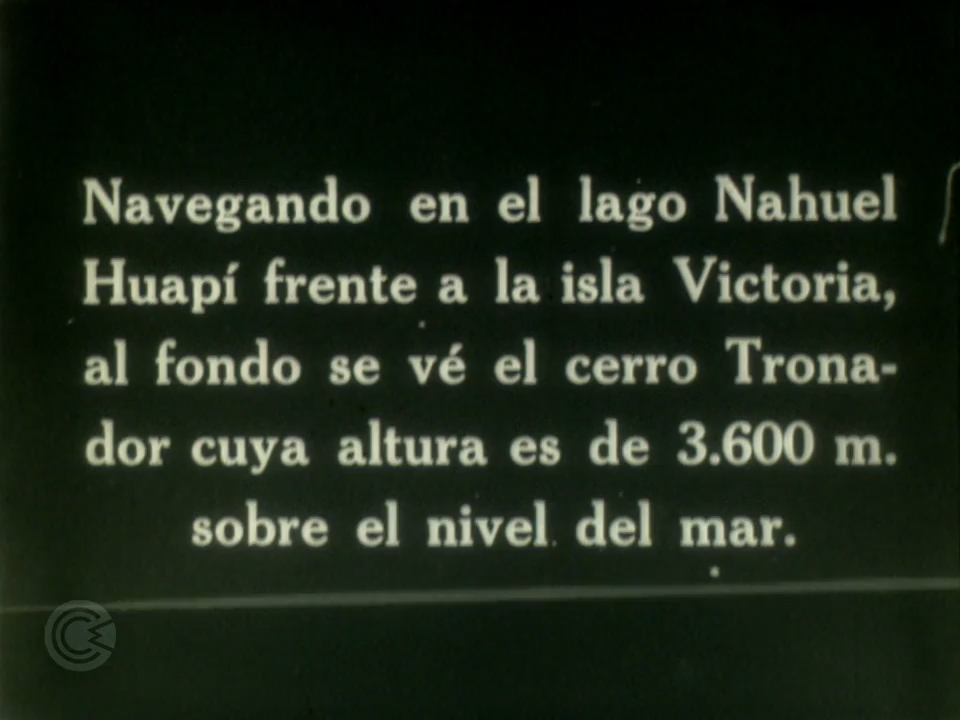 Navegando en el lago Nahuel
Huapí frente a la isla Victoria,
al fondo se vé el cerro Trona-
dor cuya altura es de 3.600 m.
sobre el nivel del mar.